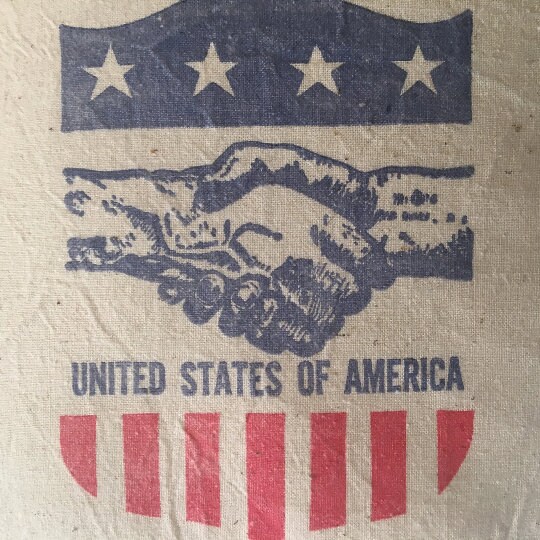 UNITED STATES OF AMERICA